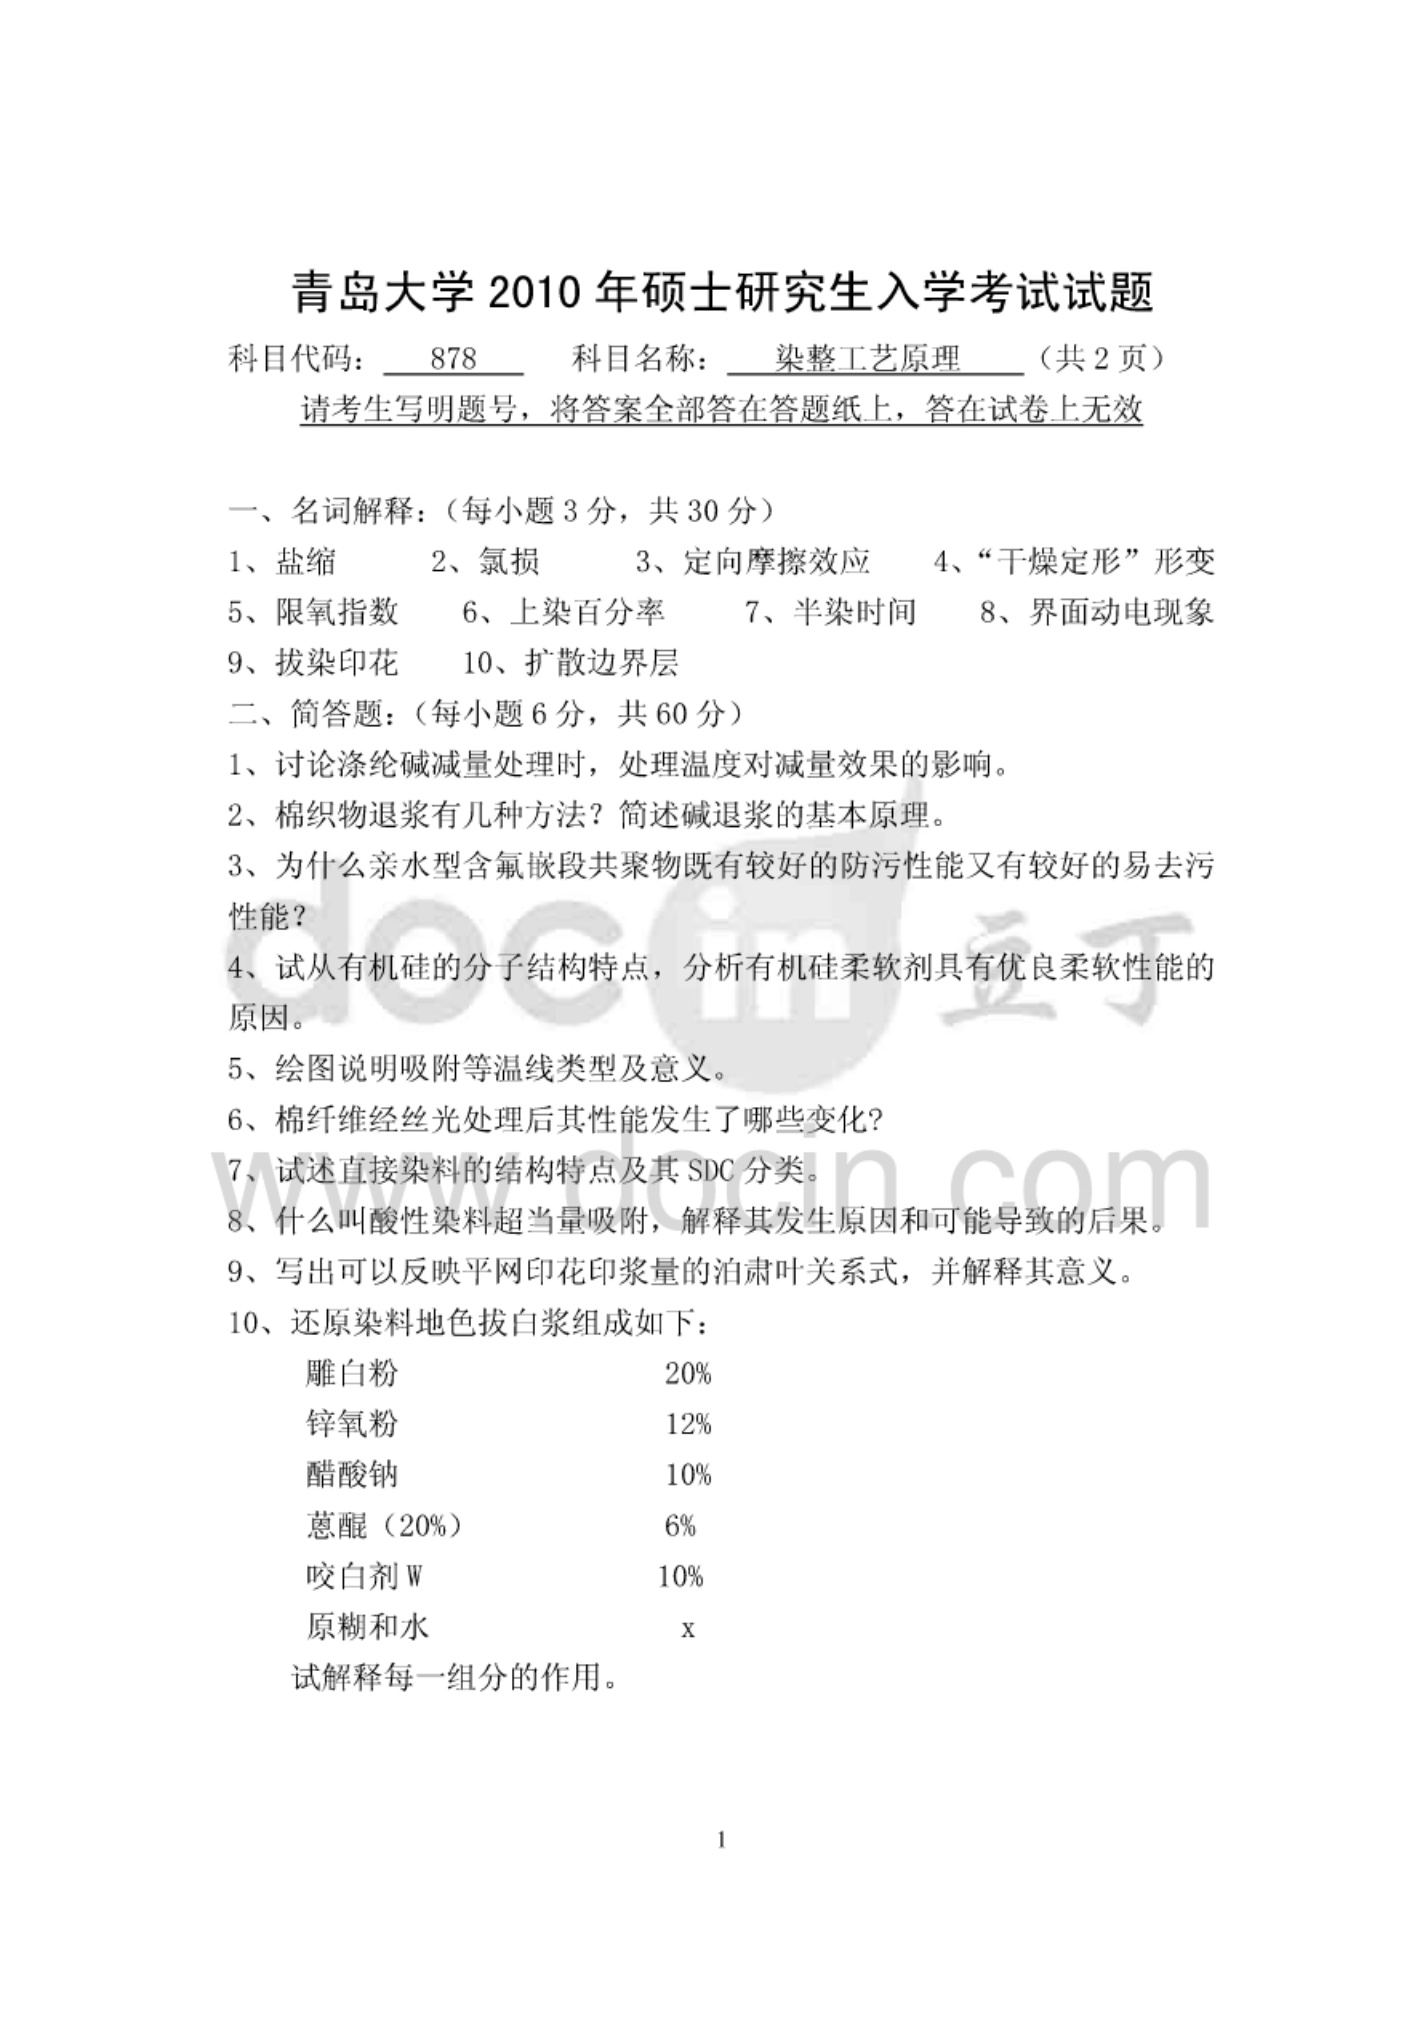 青岛大学 2010 年硕士研究生入学考试试题
科目代码： 878 科目名称： 染整工艺原理 （共 2 页）
请考生写明题号，将答案全部答在答题纸上，答在试卷上无效
一、名词解释：（每小题 3 分，共 30 分）
1、盐缩 2、氯损 3、定向摩擦效应 4、“干燥定形”形变
5、限氧指数 6、上染百分率 7、半染时间 8、界面动电现象
9、拔染印花 10、扩散边界层
二、简答题：（每小题 6 分，共 60 分）
1、讨论涤纶碱减量处理时，处理温度对减量效果的影响。
2、棉织物退浆有几种方法？简述碱退浆的基本原理。
3、为什么亲水型含氟嵌段共聚物既有较好的防污性能又有较好的易去污
性能？
4、试从有机硅的分子结构特点，分析有机硅柔软剂具有优良柔软性能的
原因。
5、绘图说明吸附等温线类型及意义。
6、棉纤维经丝光处理后其性能发生了哪些变化?
7、试述直接染料的结构特点及其 SDC 分类。
8、什么叫酸性染料超当量吸附，解释其发生原因和可能导致的后果。
9、写出可以反映平网印花印浆量的泊肃叶关系式，并解释其意义。
10、还原染料地色拔白浆组成如下：
雕白粉 20%
锌氧粉 12%
醋酸钠 10%
蒽醌（20%） 6%
咬白剂 W 10%
原糊和水 x
试解释每一组分的作用。
1
docin 豆丁
www.docin.com